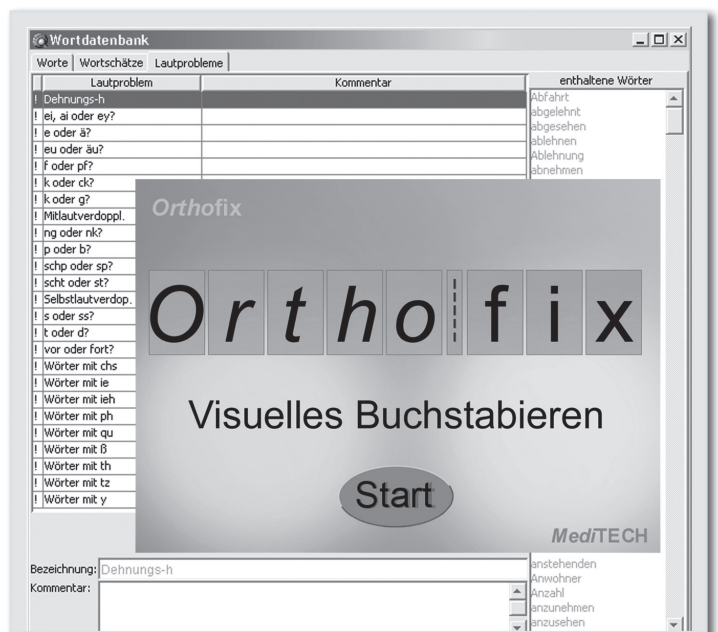 Wortdatenbank
Worte Wortschätze Lautprobleme
Lautproblem Kommentar enthaltene Wörter
! Dehnungs-h
! ei, ai oder ey?
! e oder ä?
! eu oder äu?
! f oder pf?
! k oder ck?
! k oder g?
! Mitlautverdoppl.
! ng oder nk?
! p oder b?
! schp oder sp?
! scht oder st?
! Selbstlautverdop.
! s oder ss?
! t oder d?
! vor oder fort?
! Wörter mit chs
! Wörter mit ie
! Wörter mit ieh
! Wörter mit ph
! Wörter mit qu
! Wörter mit ß
! Wörter mit th
! Wörter mit tz
! Wörter mit y
Abfahrt
abgelehnt
abgesehen
ablehnen
Ablehnung
abnehmen
Orthofix
Ortho¦fix
Visuelles Buchstabieren
Start
MediTECH
anstehenden
Anwohner
Anzahl
anzunehmen
anzusehen
Bezeichnung: Dehnungs-h
Kommentar: